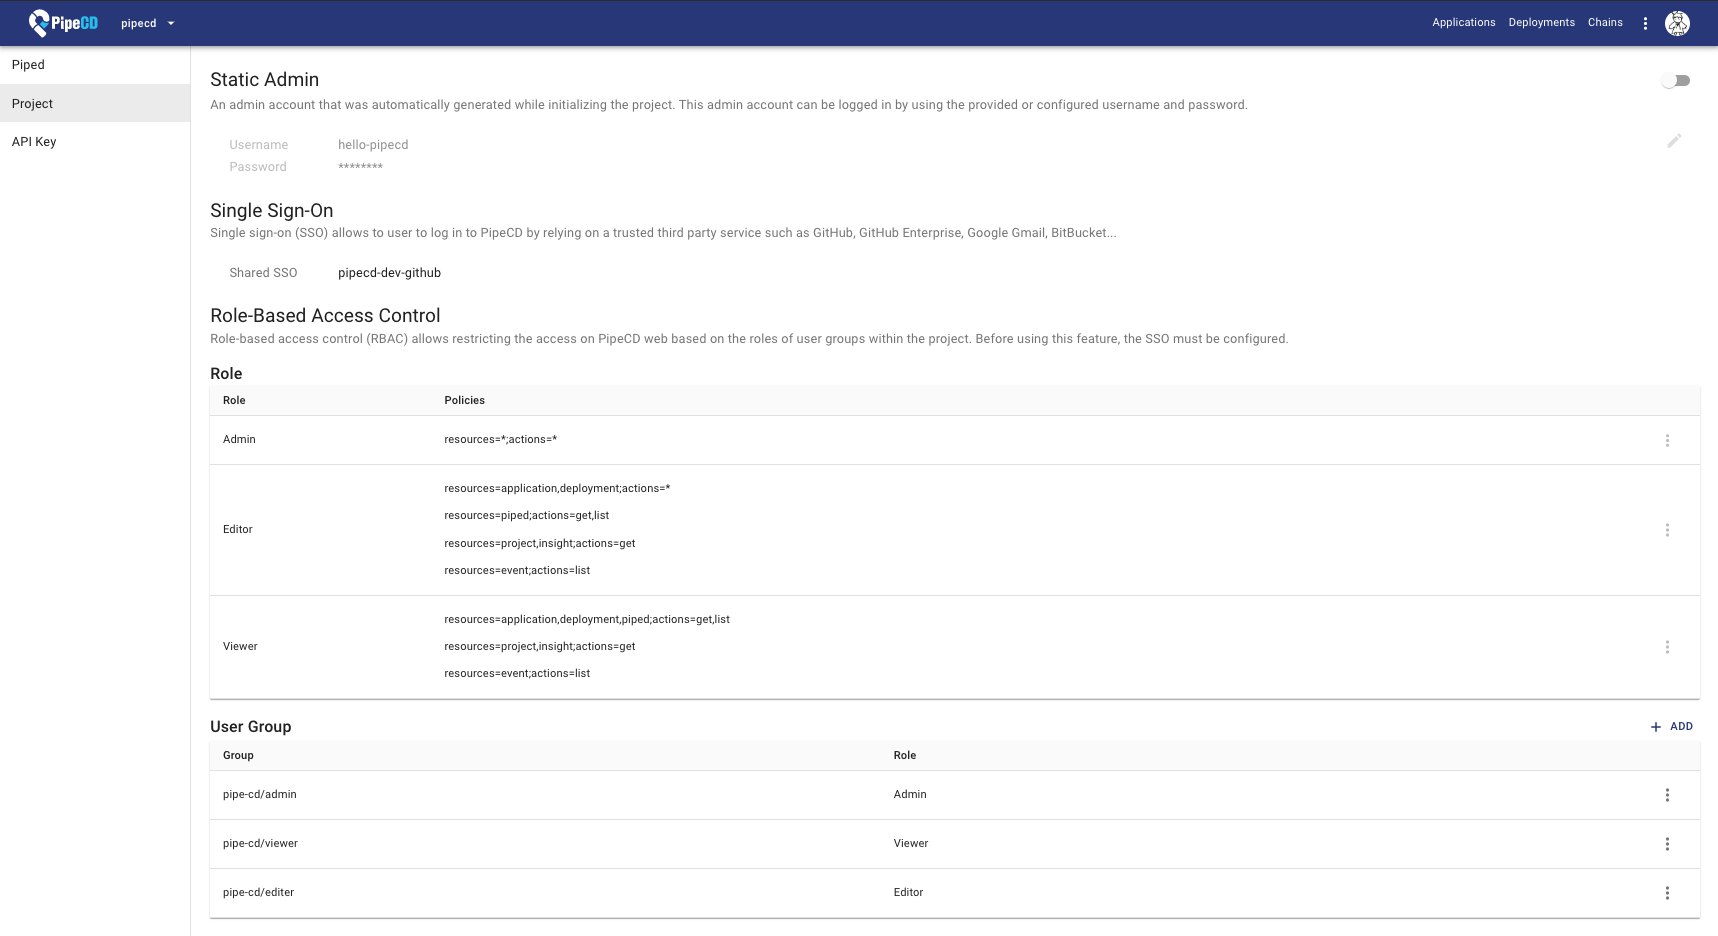 PipeCD pipecd Applications Deployments Chains
Piped
Project
API Key
Static Admin
An admin account that was automatically generated while initializing the project. This admin account can be logged in by using the provided or configured username and password.
Username hello-pipecd
Password ********
Single Sign-On
Single sign-on (SSO) allows to user to log in to PipeCD by relying on a trusted third party service such as GitHub, GitHub Enterprise, Google Gmail, BitBucket...
Shared SSO pipecd-dev-github
Role-Based Access Control
Role-based access control (RBAC) allows restricting the access on PipeCD web based on the roles of user groups within the project. Before using this feature, the SSO must be configured.
Role
Role Policies
Admin resources=*;actions=*
Editor
resources=application,deployment;actions=*
resources=piped;actions=get,list
resources=project,insight;actions=get
resources=event;actions=list
Viewer
resources=application,deployment,piped;actions=get,list
resources=project,insight;actions=get
resources=event;actions=list
User Group + ADD
Group Role
pipe-cd/admin Admin
pipe-cd/viewer Viewer
pipe-cd/editer Editor